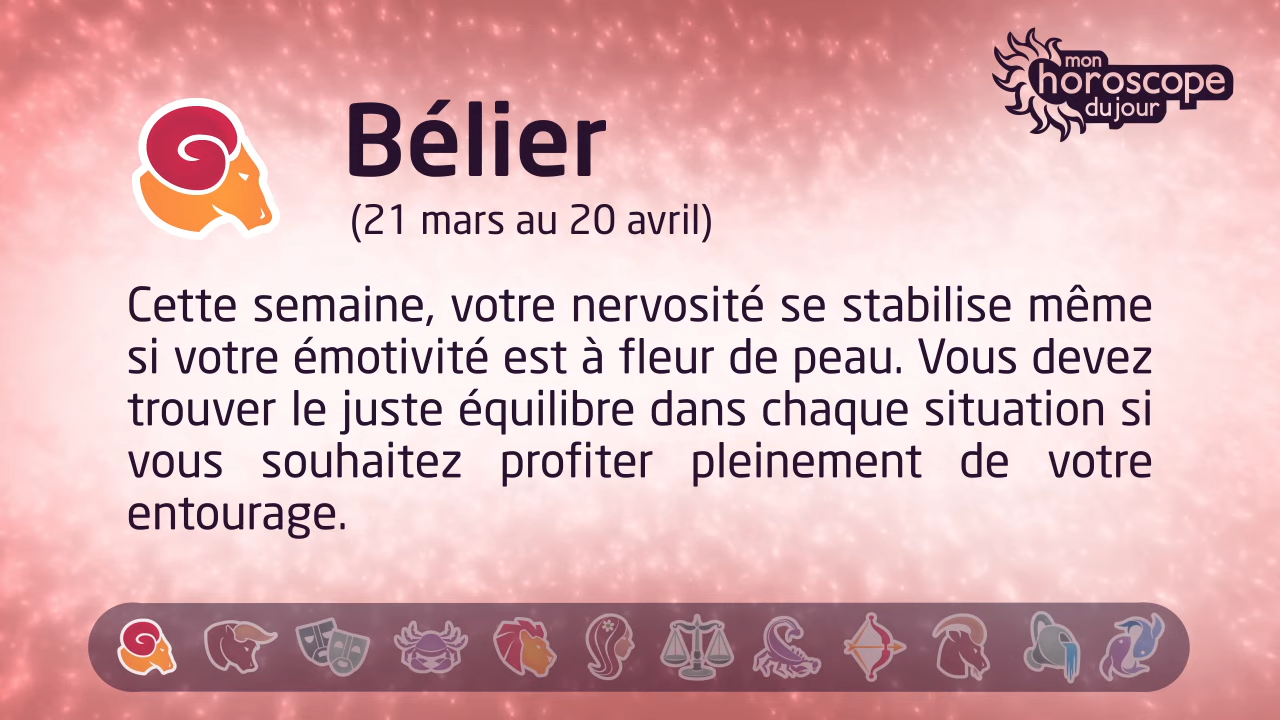 mon
horoscope
du jour
Bélier
(21 mars au 20 avril)
Cette semaine, votre nervosité se stabilise même
si votre émotivité est à fleur de peau. Vous devez
trouver le juste équilibre dans chaque situation si
vous souhaitez profiter pleinement de votre
entourage.